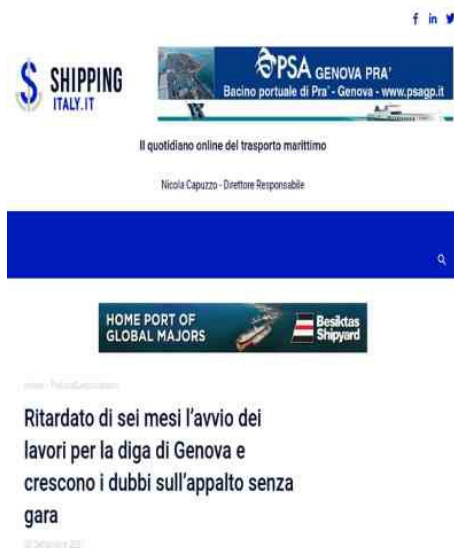 SHIPPING
ITALY.IT
PSA GENOVA PRA'
Bacino portuale di Pra' - Genova - www.psagp.it
Il quotidiano online del trasporto marittimo
Nicola Capuzzo - Direttore Responsabile
HOME PORT OF
GLOBAL MAJORS
Besiktas
Shipyard
Ritardato di sei mesi l'avvio dei
lavori per la diga di Genova e
crescono i dubbi sull'appalto senza
gara